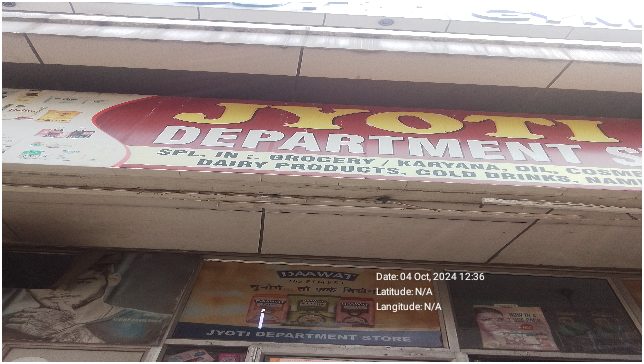 JYOTI
DEPARTMENT S
SPL. IN :- GROCERY / KARYANA, OIL, COSME
DAIRY PRODUCTS, COLD DRINKS, NAM
DAAWAT
Date: 04 Oct, 2024 12:36
Latitude: N/A
Langitude: N/A
JYOTI DEPARTMENT STORE